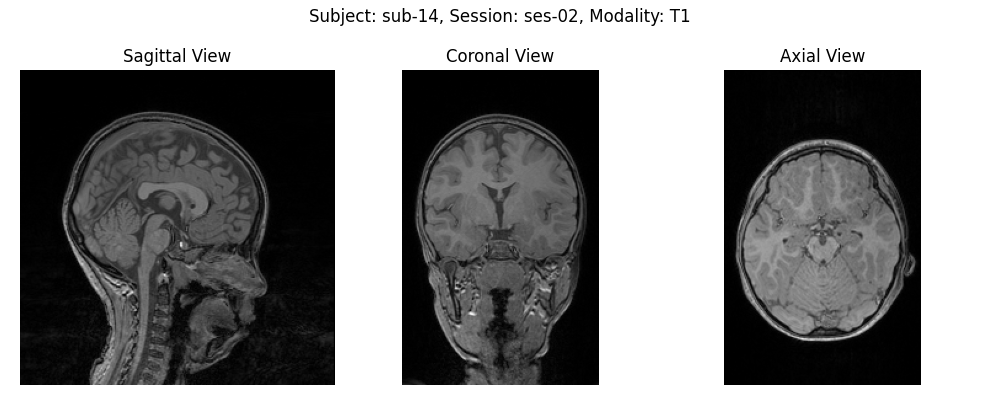 Subject: sub-14, Session: ses-02, Modality: T1
Sagittal View
Coronal View
Axial View